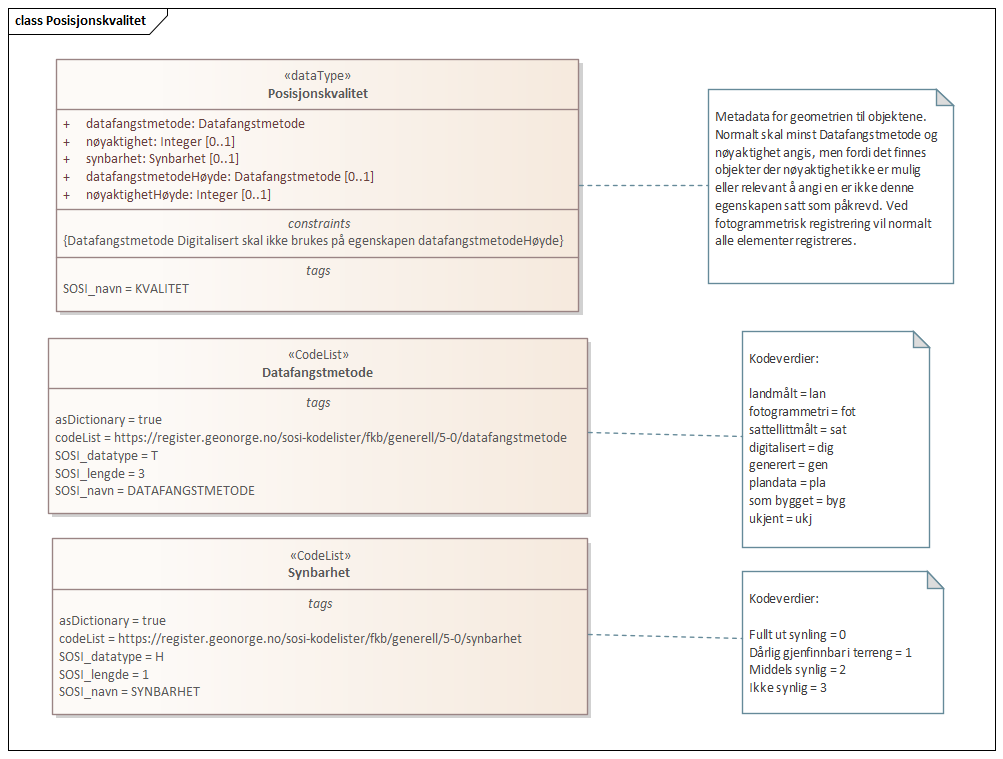 class Posisjonskvalitet
«dataType»
Posisjonskvalitet
+ datafangstmetode: Datafangstmetode
+ nøyaktighet: Integer [0..1]
+ synbarhet: Synbarhet [0..1]
+ datafangstmetodeHøyde: Datafangstmetode [0..1]
+ nøyaktighetHøyde: Integer [0..1]
constraints
{Datafangstmetode Digitalisert skal ikke brukes på egenskapen datafangstmetodeHøyde}
tags
SOSI_navn = KVALITET
Metadata for geometrien til objektene.
Normalt skal minst Datafangstmetode og
nøyaktighet angis, men fordi det finnes
objekter der nøyaktighet ikke er mulig
eller relevant å angi en er ikke denne
egenskapen satt som påkrevd. Ved
fotogrammetrisk registrering vil normalt
alle elementer registreres.
«CodeList»
Datafangstmetode
tags
asDictionary = true
codeList = https://register.geonorge.no/sosi-kodelister/fkb/generell/5-0/datafangstmetode
SOSI_datatype = T
SOSI_lengde = 3
SOSI_navn = DATAFANGSTMETODE
Kodeverdier:
landmålt = lan
fotogrammetri = fot
sattellittmålt = sat
digitalisert = dig
generert = gen
plandata = pla
som bygget = byg
ukjent = ukj
«CodeList»
Synbarhet
tags
asDictionary = true
codeList = https://register.geonorge.no/sosi-kodelister/fkb/generell/5-0/synbarhet
SOSI_datatype = H
SOSI_lengde = 1
SOSI_navn = SYNBARHET
Kodeverdier:
Fullt ut synling = 0
Dårlig gjenfinnbar i terreng = 1
Middels synlig = 2
Ikke synlig = 3